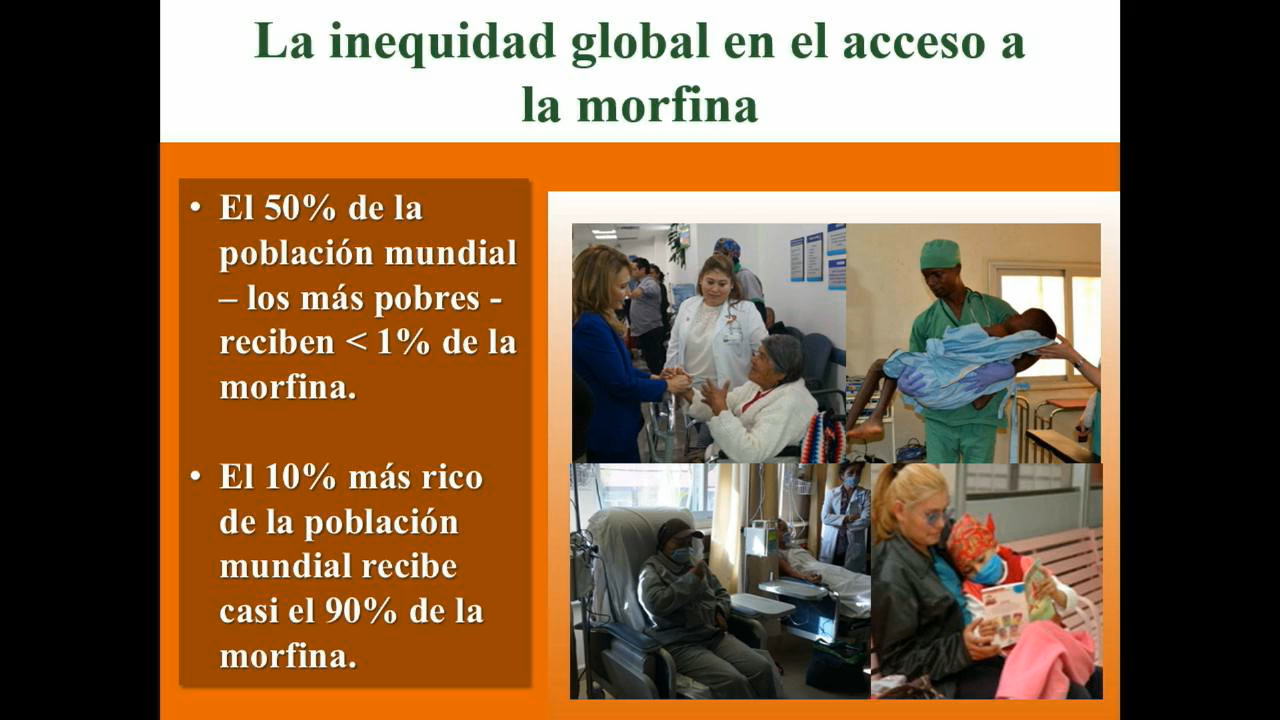 La inequidad global en el acceso a
la morfina
• El 50% de la
población mundial
– los más pobres -
reciben < 1% de la
morfina.
• El 10% más rico
de la población
mundial recibe
casi el 90% de la
morfina.